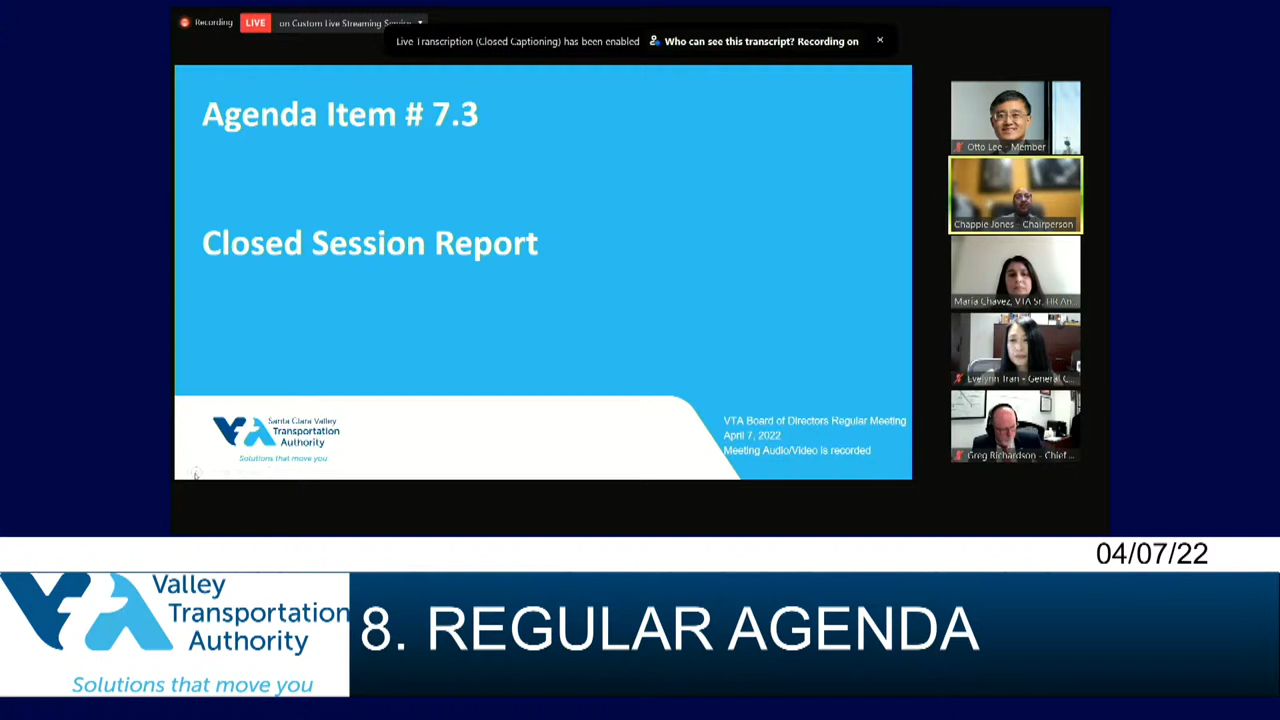 Recording
LIVE
on Custom Live Streaming Service
Live Transcription (Closed Captioning) has been enabled
Who can see this transcript? Recording on
Agenda Item # 7.3
Closed Session Report
Santa Clara Valley
Transportation
Authority
Solutions that move you
VTA Board of Directors Regular Meeting
April 7, 2022
Meeting Audio/Video is recorded
Otto Lee - Member
Chappie Jones - Chairperson
Maria Chavez, VTA Sr. HR An...
Evelynn Tran - General C...
Greg Richardson - Chief ...
04/07/22
VTA
Valley
Transportation
Authority
Solutions that move you
8. REGULAR AGENDA